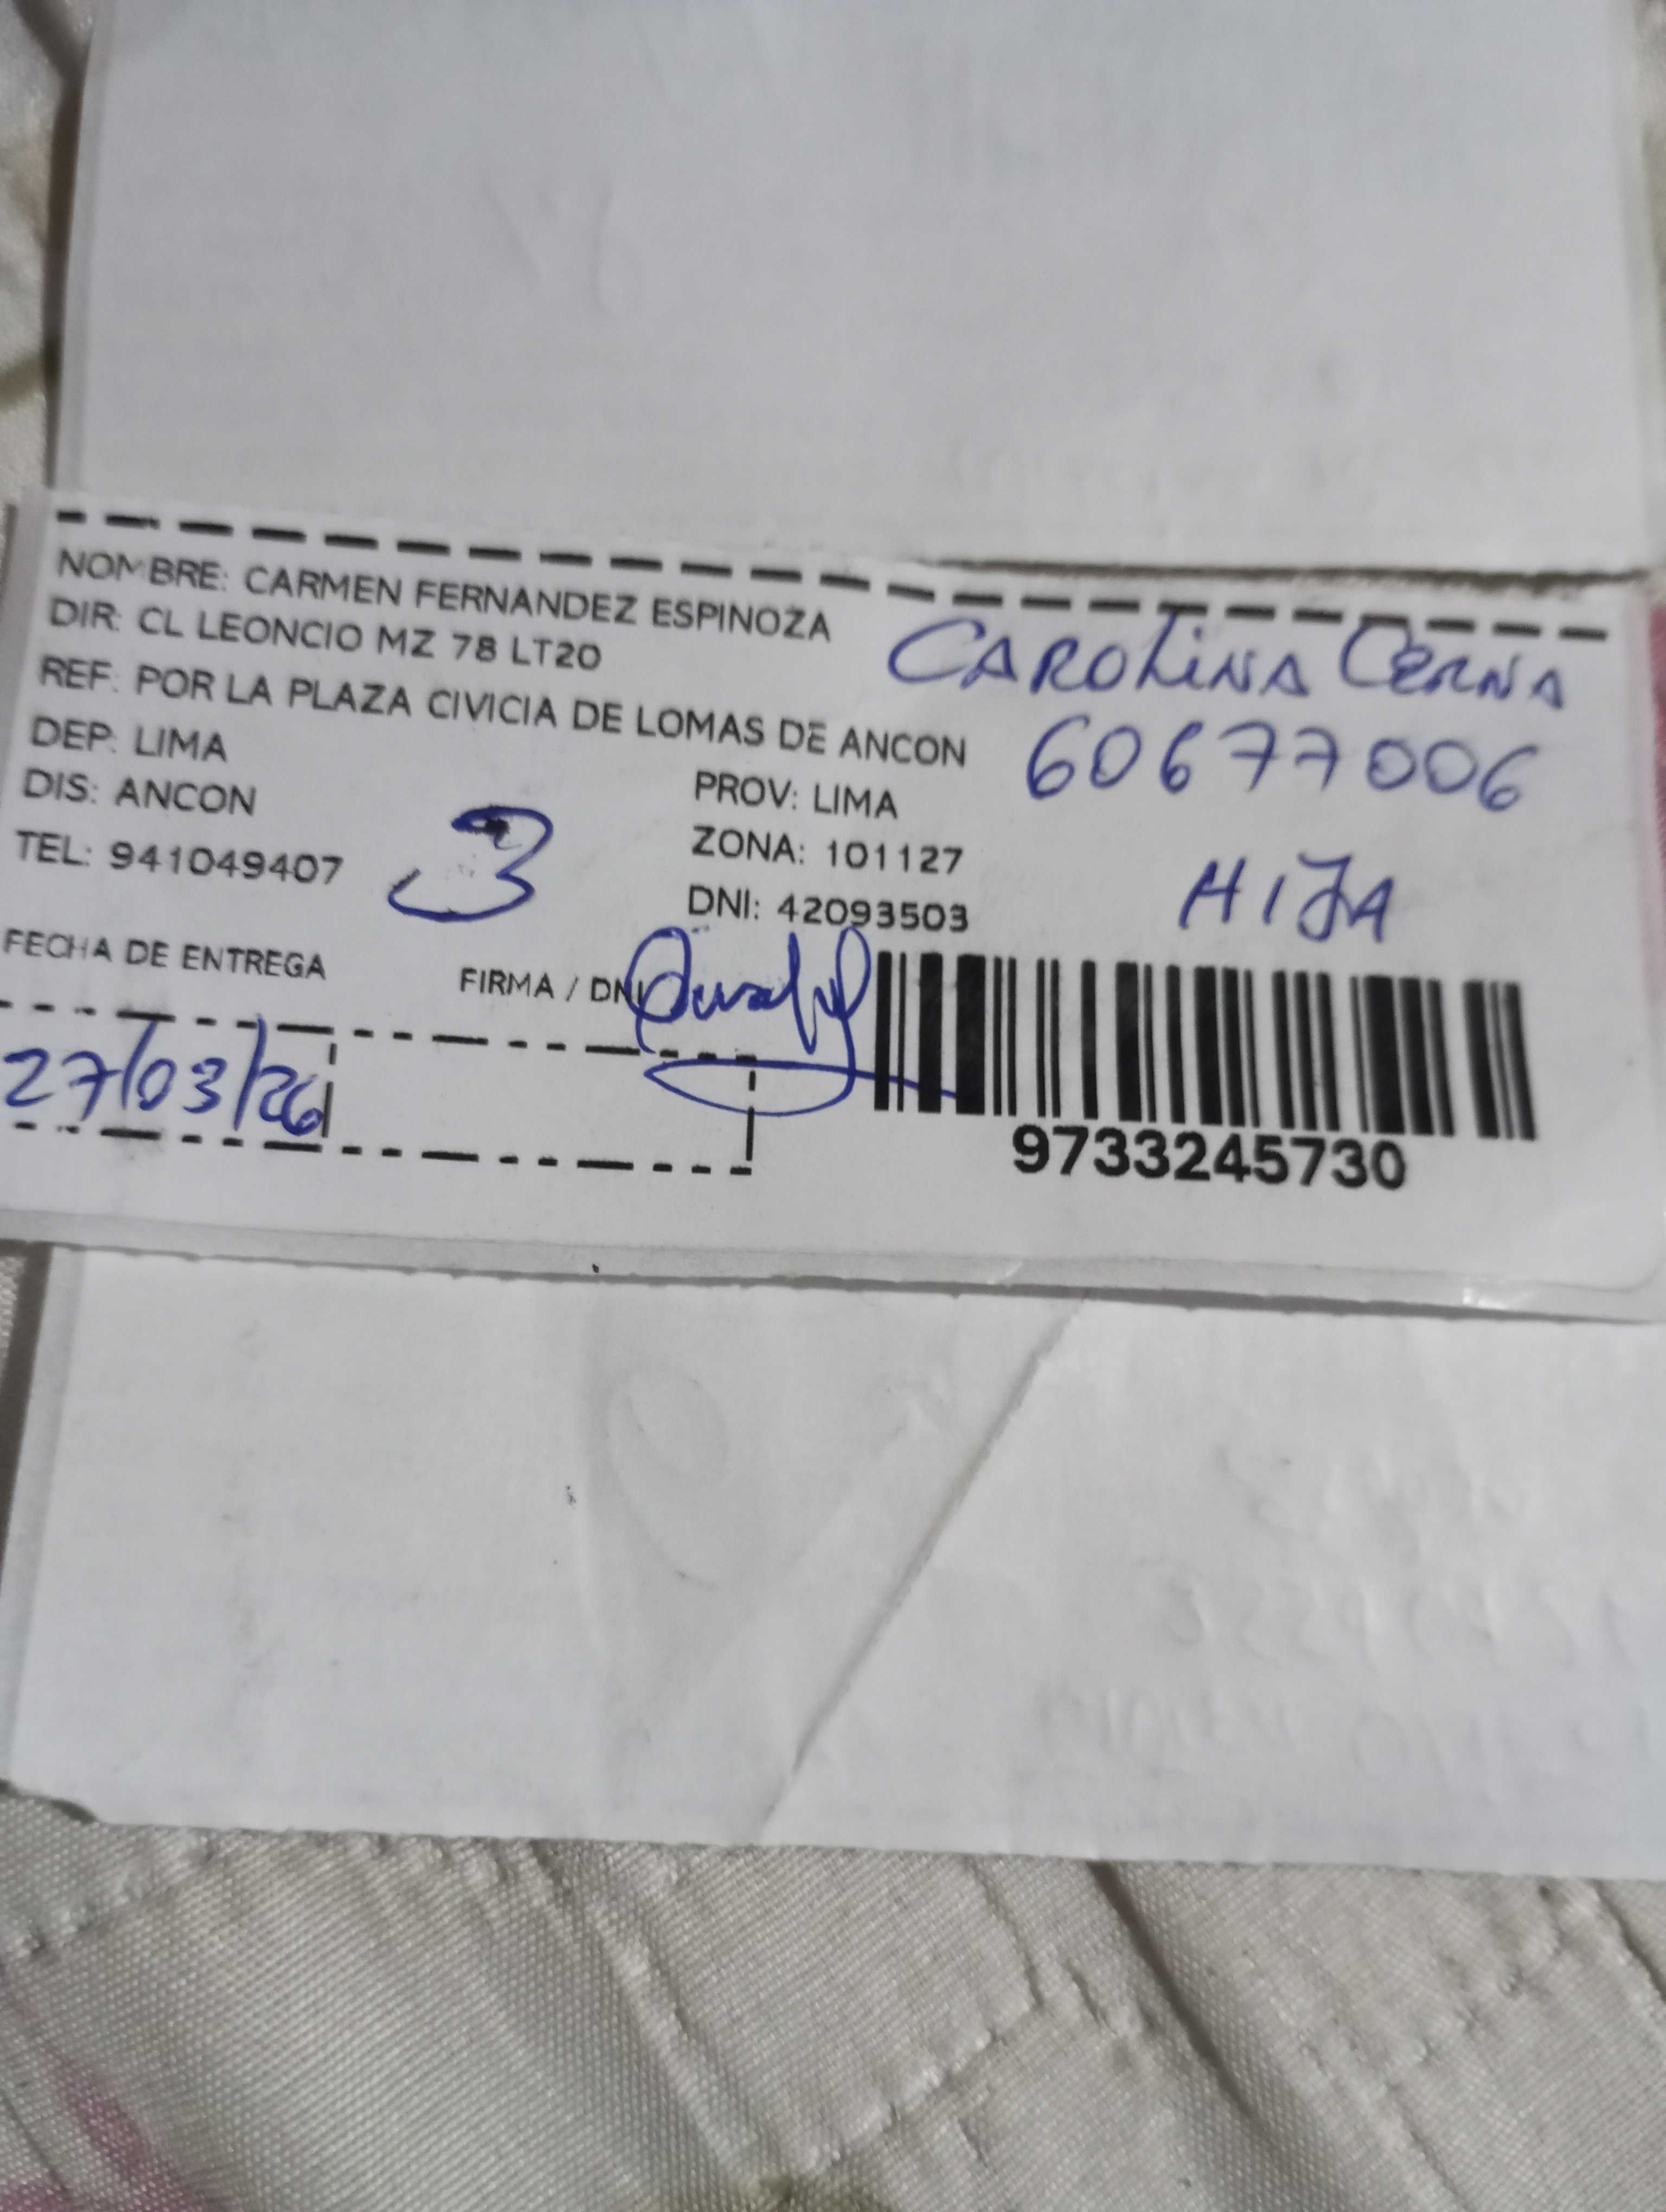 NOMBRE: CARMEN FERNANDEZ ESPINOZA
DIR: CL LEONCIO MZ 78 LT20
CAROLINA CERNA
REF: POR LA PLAZA CIVICIA DE LOMAS DE ANCON
60677006
DEP: LIMA
PROV: LIMA
DIS: ANCON
ZONA: 101127
HIJA
TEL: 941049407
3
DNI: 42093503
FECHA DE ENTREGA
FIRMA / DNI
27/03/26
9733245730